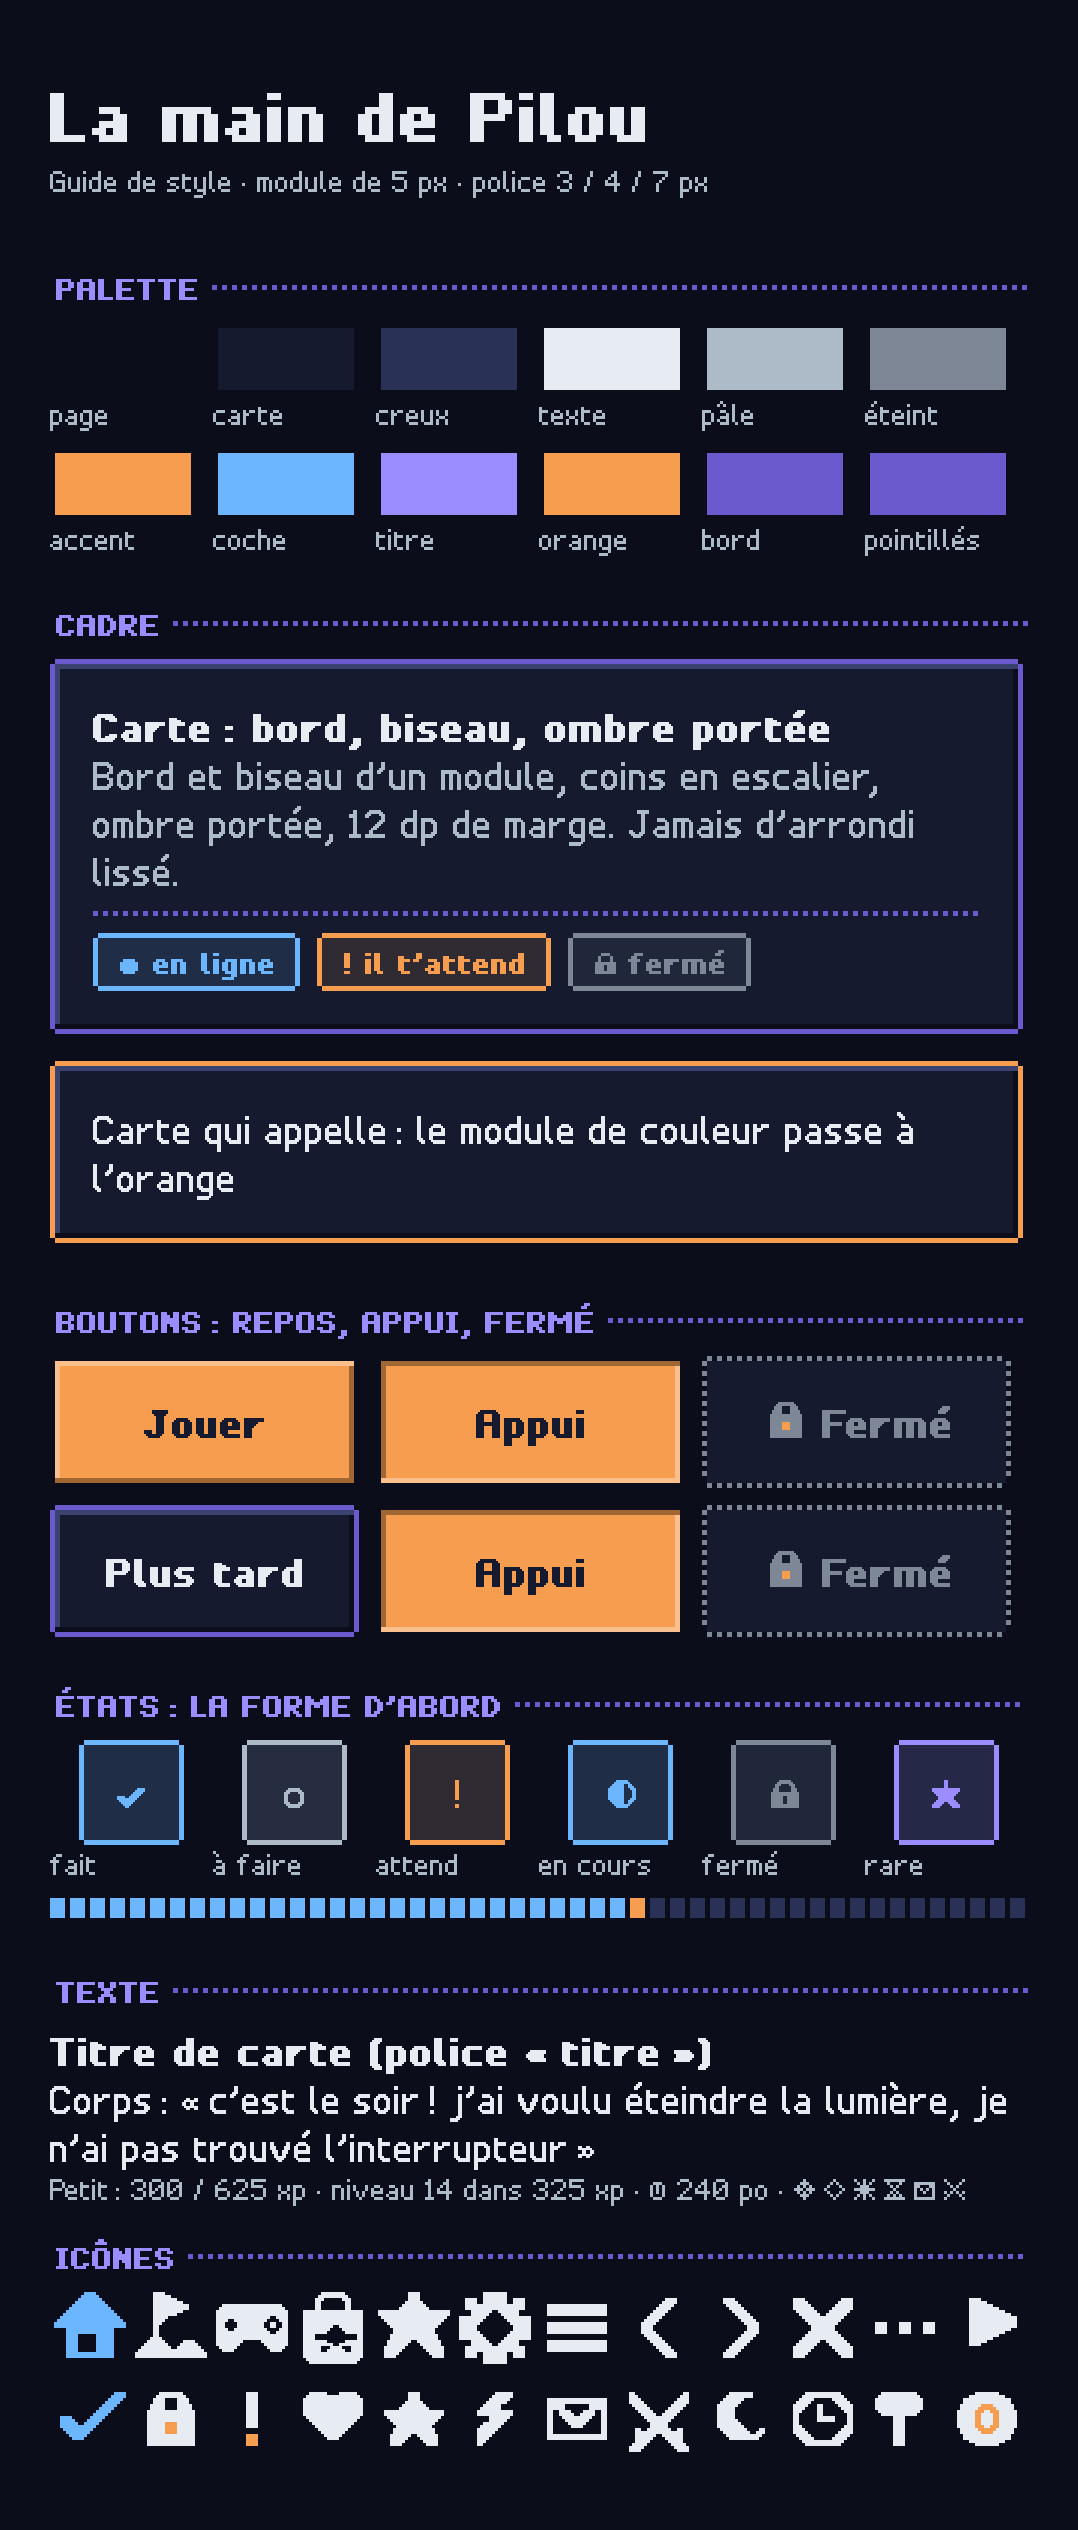 La main de Pilou
Guide de style · module de 5 px · police 3 / 4 / 7 px
PALETTE
page carte creux texte pâle éteint
accent coche titre orange bord pointillés
CADRE
Carte : bord, biseau, ombre portée
Bord et biseau d’un module, coins en escalier,
ombre portée, 12 dp de marge. Jamais d’arrondi
lissé.
en ligne ! il t’attend fermé
Carte qui appelle : le module de couleur passe à
l’orange
BOUTONS : REPOS, APPUI, FERMÉ
Jouer Appui Fermé
Plus tard Appui Fermé
ÉTATS : LA FORME D’ABORD
!
fait à faire attend en cours fermé rare
TEXTE
Titre de carte (police « titre »)
Corps : « c’est le soir ! j’ai voulu éteindre la lumière, je
n’ai pas trouvé l’interrupteur »
Petit : 300 / 625 xp · niveau 14 dans 325 xp · 240 po ·
ICÔNES